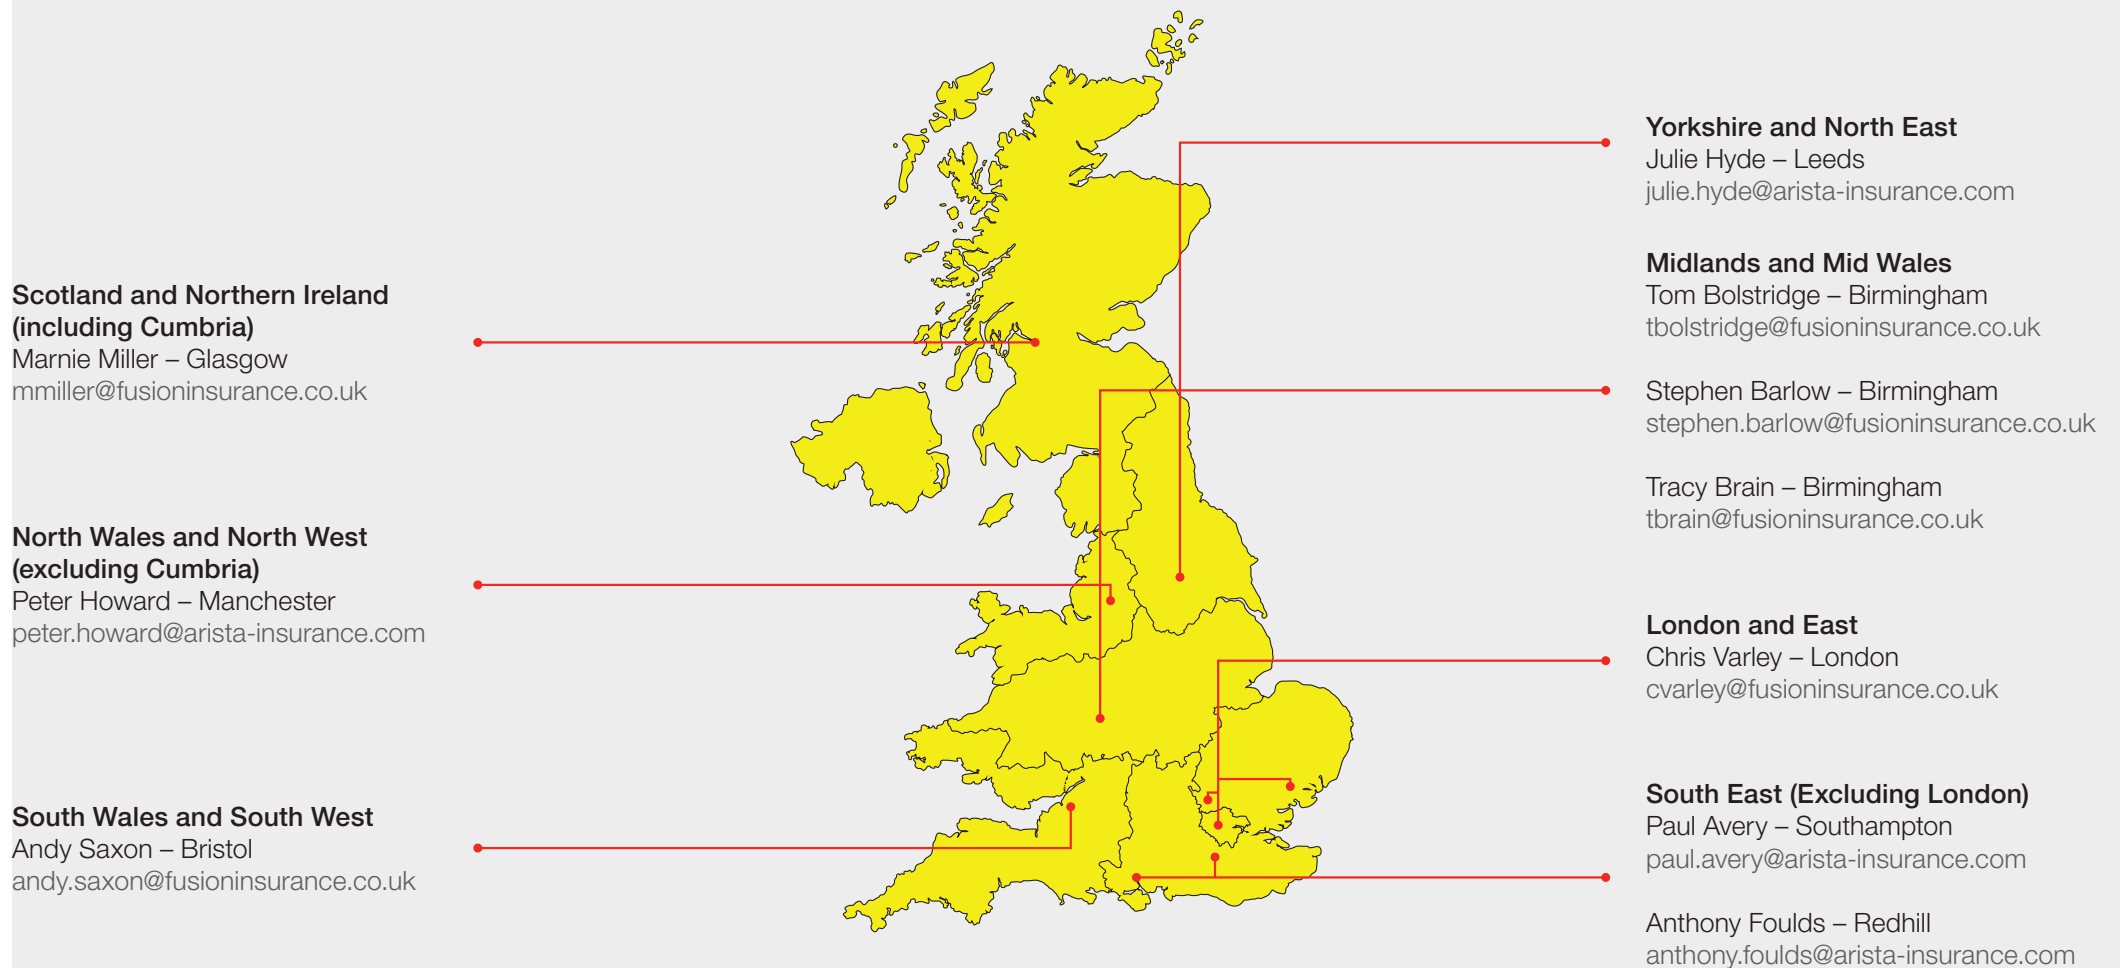 Scotland and Northern Ireland
(including Cumbria)
Marnie Miller – Glasgow
mmiller@fusioninsurance.co.uk
North Wales and North West
(excluding Cumbria)
Peter Howard – Manchester
peter.howard@arista-insurance.com
South Wales and South West
Andy Saxon – Bristol
andy.saxon@fusioninsurance.co.uk
Yorkshire and North East
Julie Hyde – Leeds
julie.hyde@arista-insurance.com
Midlands and Mid Wales
Tom Bolstridge – Birmingham
tbolstridge@fusioninsurance.co.uk
Stephen Barlow – Birmingham
stephen.barlow@fusioninsurance.co.uk
Tracy Brain – Birmingham
tbrain@fusioninsurance.co.uk
London and East
Chris Varley – London
cvarley@fusioninsurance.co.uk
South East (Excluding London)
Paul Avery – Southampton
paul.avery@arista-insurance.com
Anthony Foulds – Redhill
anthony.foulds@arista-insurance.com